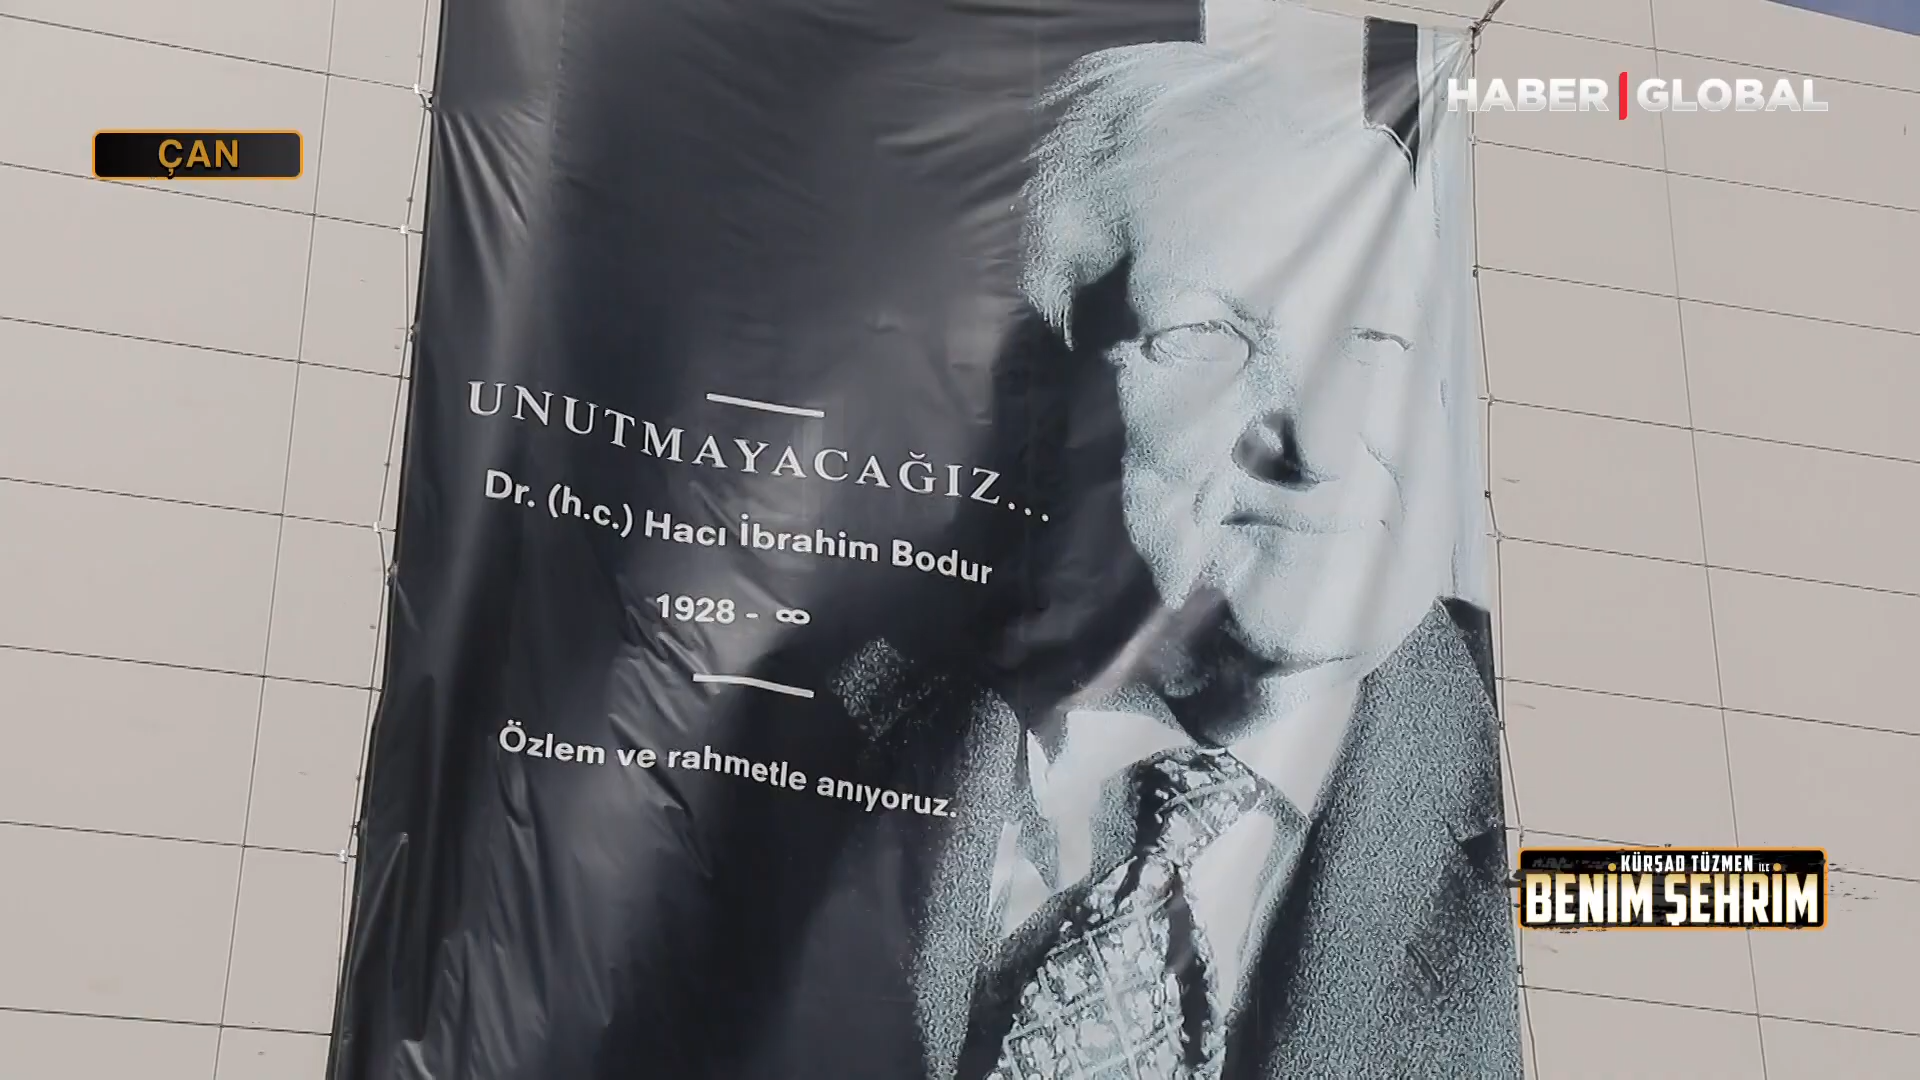 HABER GLOBAL
ÇAN
UNUTMAYACAĞIZ...
Dr. (h.c.) Hacı İbrahim Bodur
1928 - ∞
Özlem ve rahmetle anıyoruz.
KÜRŞAD TÜZMEN İLE
BENİM ŞEHRİM